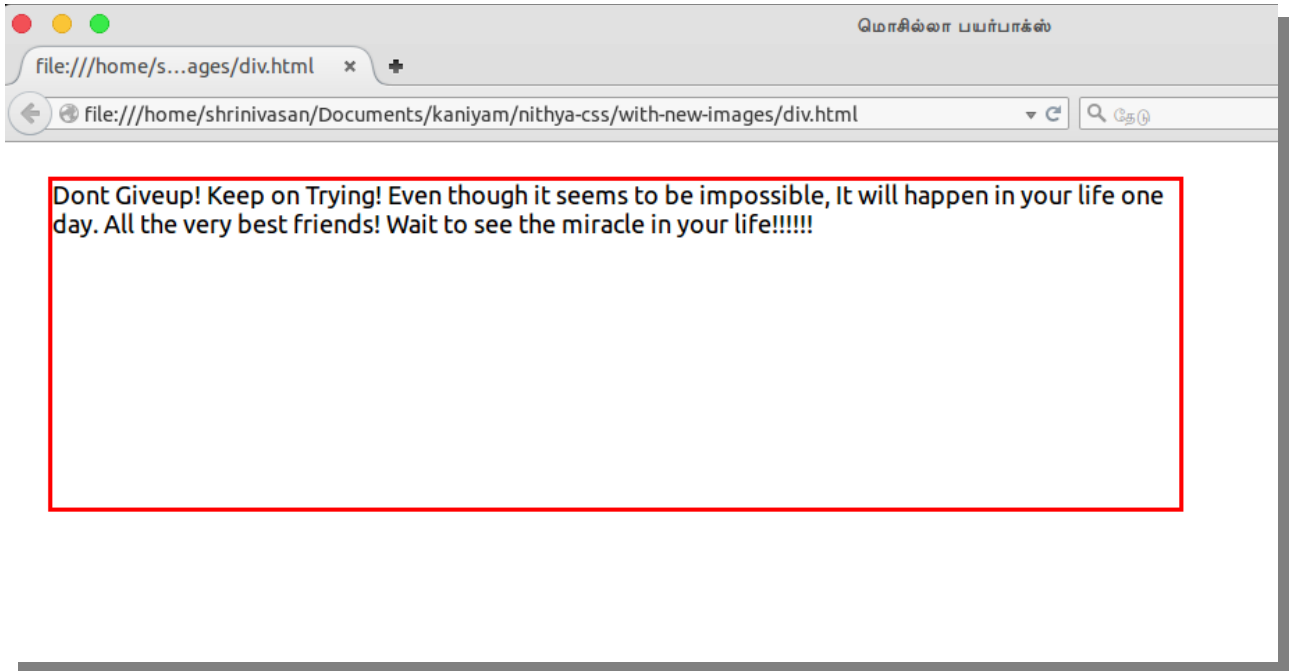 மொசில்லா பயர்பாக்ஸ்
file:///home/s...ages/div.html
file:///home/shrinivasan/Documents/kaniyam/nithya-css/with-new-images/div.html
தேடு
Dont Giveup! Keep on Trying! Even though it seems to be impossible, It will happen in your life one
day. All the very best friends! Wait to see the miracle in your life!!!!!!